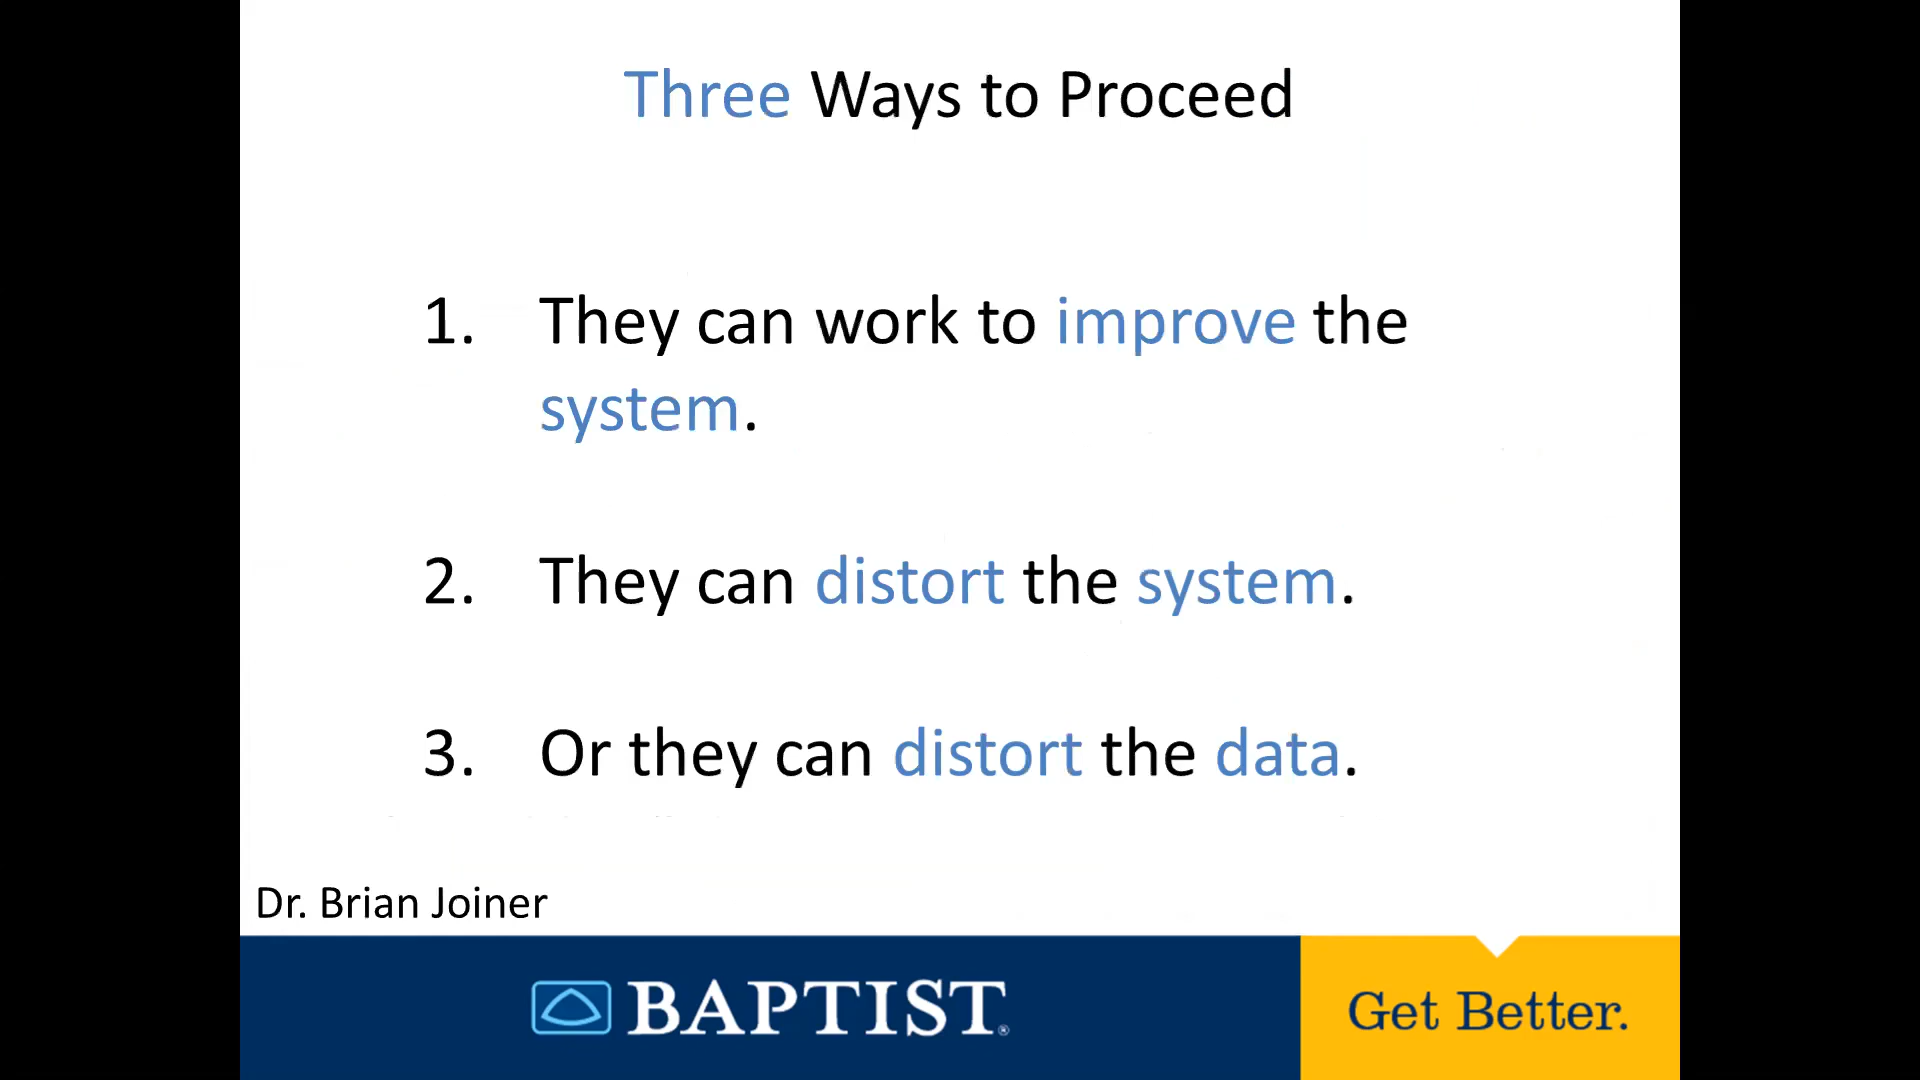 Three Ways to Proceed
1. They can work to improve the
system.
2. They can distort the system.
3. Or they can distort the data.
Dr. Brian Joiner
BAPTIST®
Get Better.